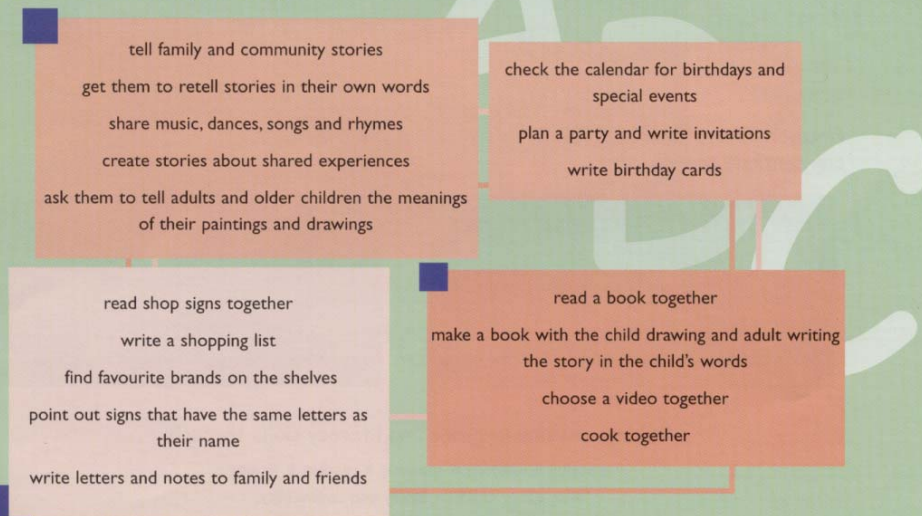 tell family and community stories
get them to retell stories in their own words
share music, dances, songs and rhymes
create stories about shared experiences
ask them to tell adults and older children the meanings
of their paintings and drawings
check the calendar for birthdays and
special events
plan a party and write invitations
write birthday cards
read shop signs together
write a shopping list
find favourite brands on the shelves
point out signs that have the same letters as
their name
write letters and notes to family and friends
read a book together
make a book with the child drawing and adult writing
the story in the child's words
choose a video together
cook together
A
B
C